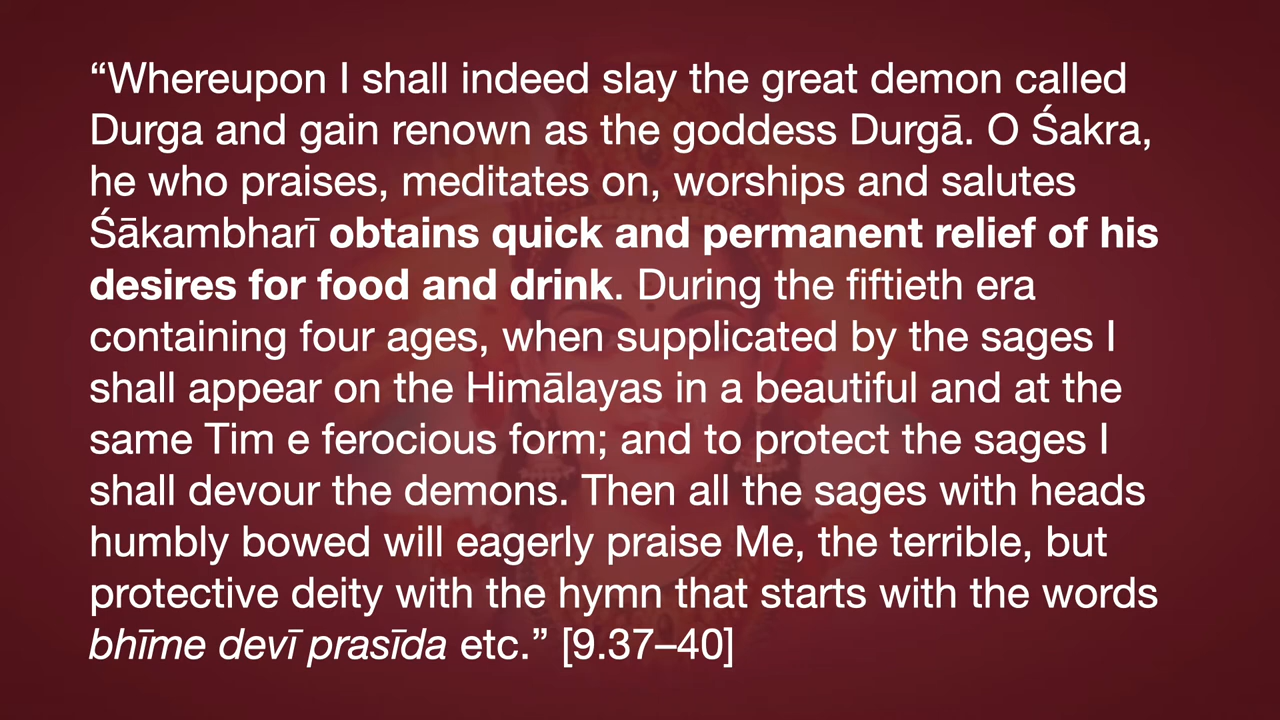 “Whereupon I shall indeed slay the great demon called
Durga and gain renown as the goddess Durgā. O Śakra,
he who praises, meditates on, worships and salutes
Śākambharī obtains quick and permanent relief of his
desires for food and drink. During the fiftieth era
containing four ages, when supplicated by the sages I
shall appear on the Himālayas in a beautiful and at the
same Tim e ferocious form; and to protect the sages I
shall devour the demons. Then all the sages with heads
humbly bowed will eagerly praise Me, the terrible, but
protective deity with the hymn that starts with the words
bhīme devī prasīda etc.” [9.37–40]